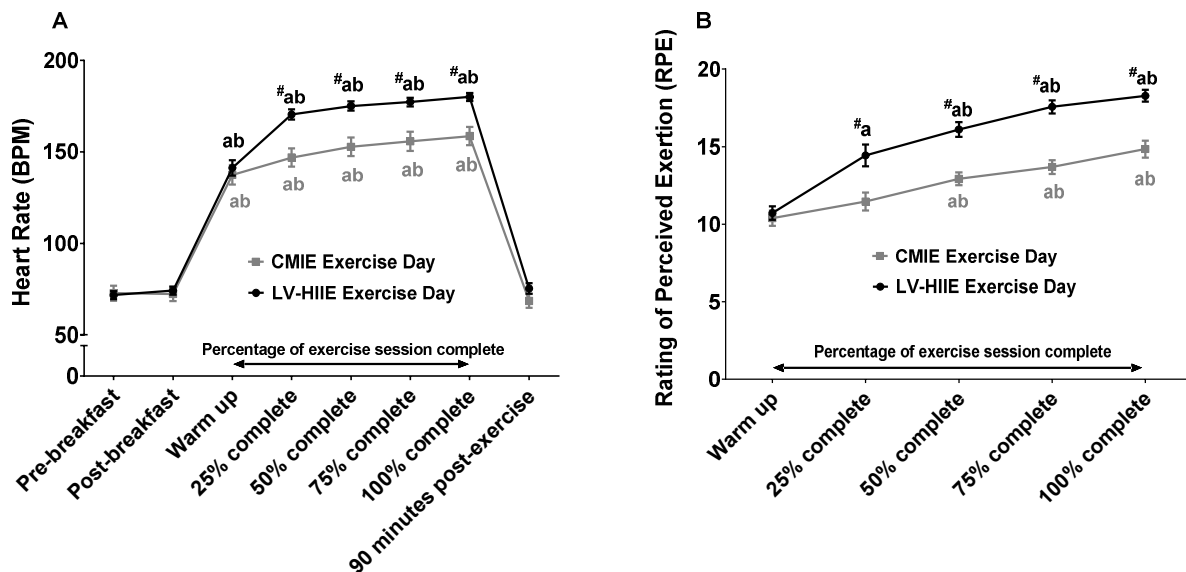 A
Heart Rate (BPM)
200
150
100
50
0
#ab
#ab
#ab
#ab
ab
ab
ab
ab
ab
ab
CMIE Exercise Day
LV-HIIE Exercise Day
Percentage of exercise session complete
Pre-breakfast
Post-breakfast
Warm up
25% complete
50% complete
75% complete
100% complete
90 minutes post-exercise
B
Rating of Perceived Exertion (RPE)
20
15
10
5
0
#a
#ab
#ab
#ab
ab
ab
ab
CMIE Exercise Day
LV-HIIE Exercise Day
Percentage of exercise session complete
Warm up
25% complete
50% complete
75% complete
100% complete